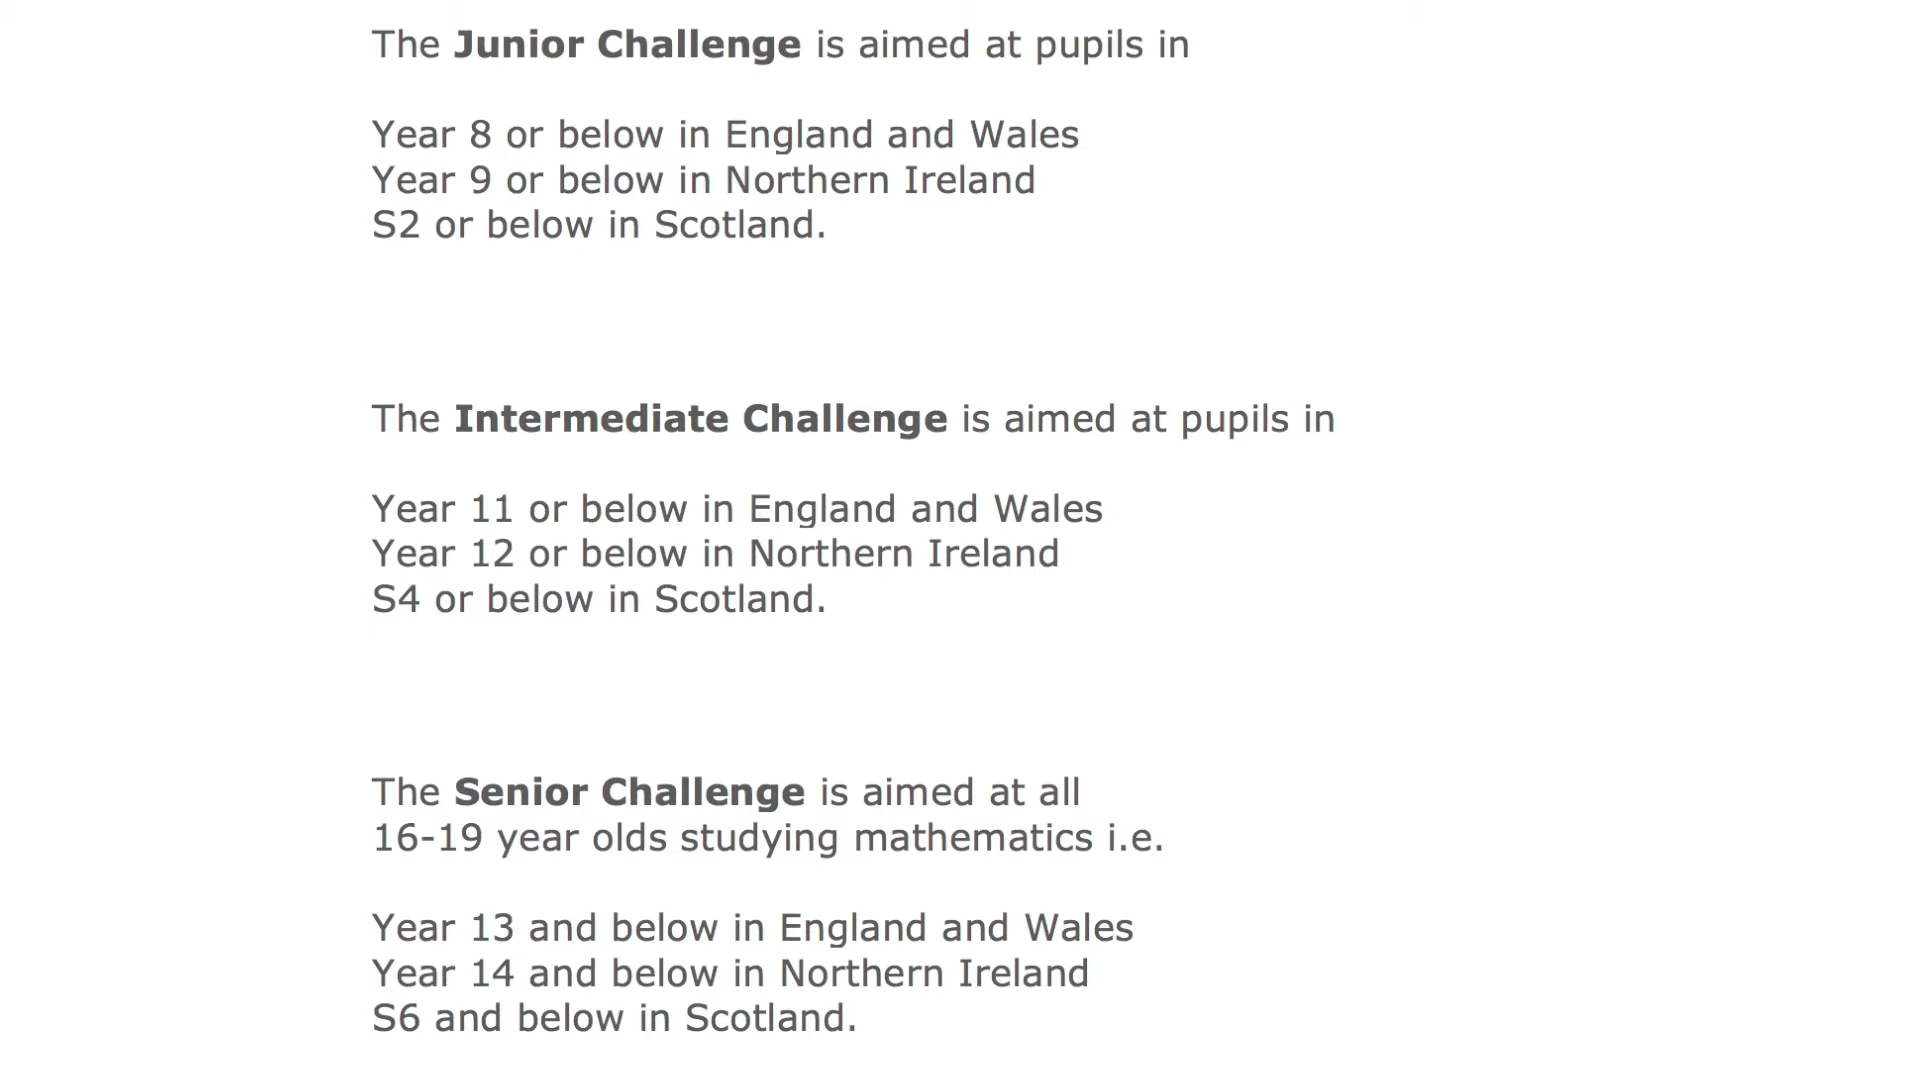 The Junior Challenge is aimed at pupils in
Year 8 or below in England and Wales
Year 9 or below in Northern Ireland
S2 or below in Scotland.
The Intermediate Challenge is aimed at pupils in
Year 11 or below in England and Wales
Year 12 or below in Northern Ireland
S4 or below in Scotland.
The Senior Challenge is aimed at all
16-19 year olds studying mathematics i.e.
Year 13 and below in England and Wales
Year 14 and below in Northern Ireland
S6 and below in Scotland.